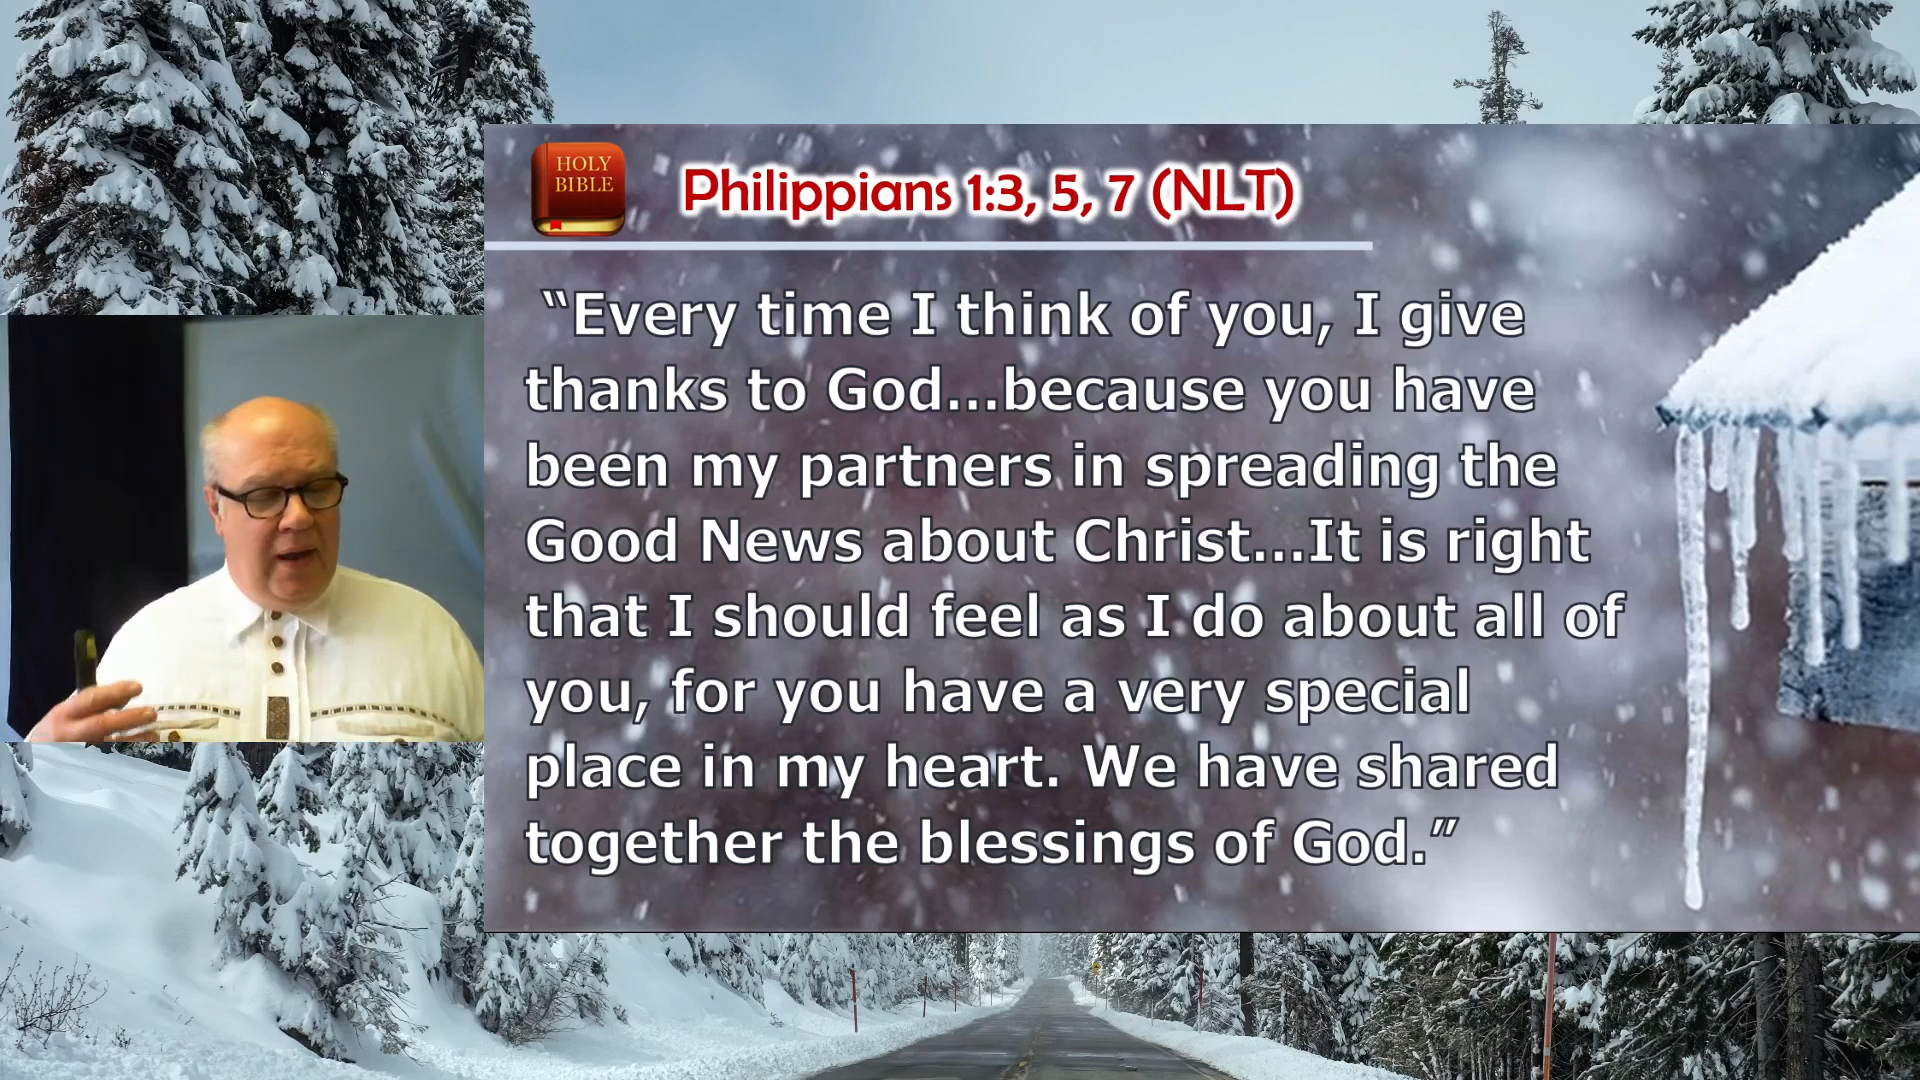 HOLY
BIBLE
Philippians 1:3, 5, 7 (NLT)
“Every time I think of you, I give
thanks to God...because you have
been my partners in spreading the
Good News about Christ...It is right
that I should feel as I do about all of
you, for you have a very special
place in my heart. We have shared
together the blessings of God.”